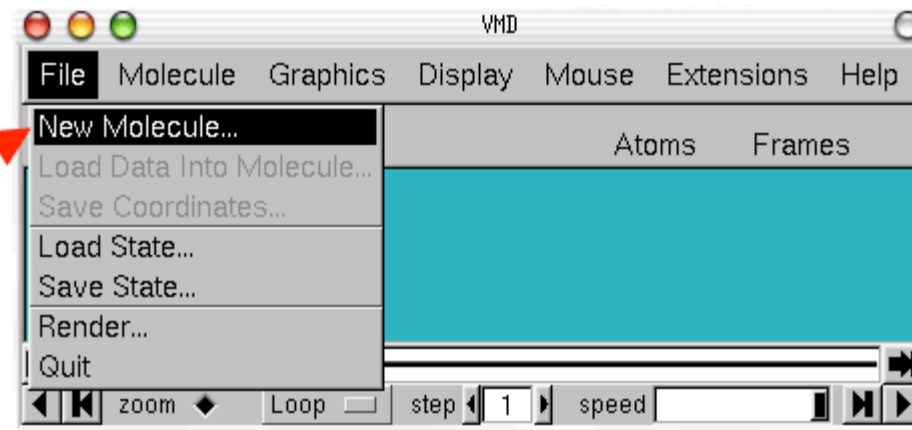 VMD
File Molecule Graphics Display Mouse Extensions Help
New Molecule...
Atoms Frames
Load Data Into Molecule...
Save Coordinates...
Load State...
Save State...
Render...
Quit
zoom Loop step 1 speed